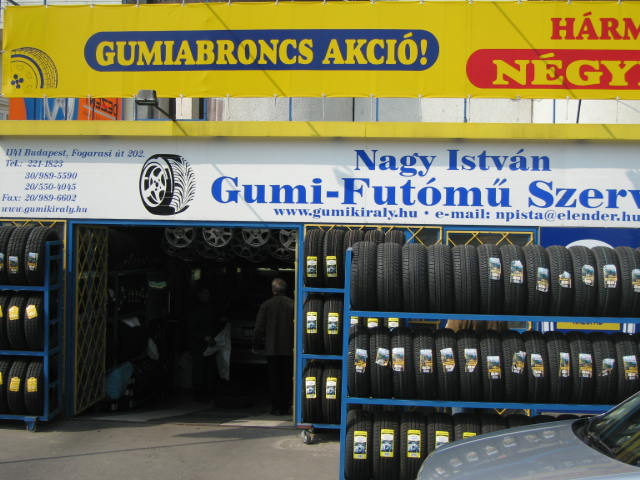 GUMIABRONCS AKCIÓ!
HÁRM
NÉGY
1141 Budapest, Fogarasi út 202.
Tel.: 221-1823
30/989-5590
20/550-4045
Fax: 20/989-6602
www.gumikiraly.hu
Nagy István
Gumi-Futómű Szerv
www.gumikiraly.hu • e-mail: npista@elender.hu